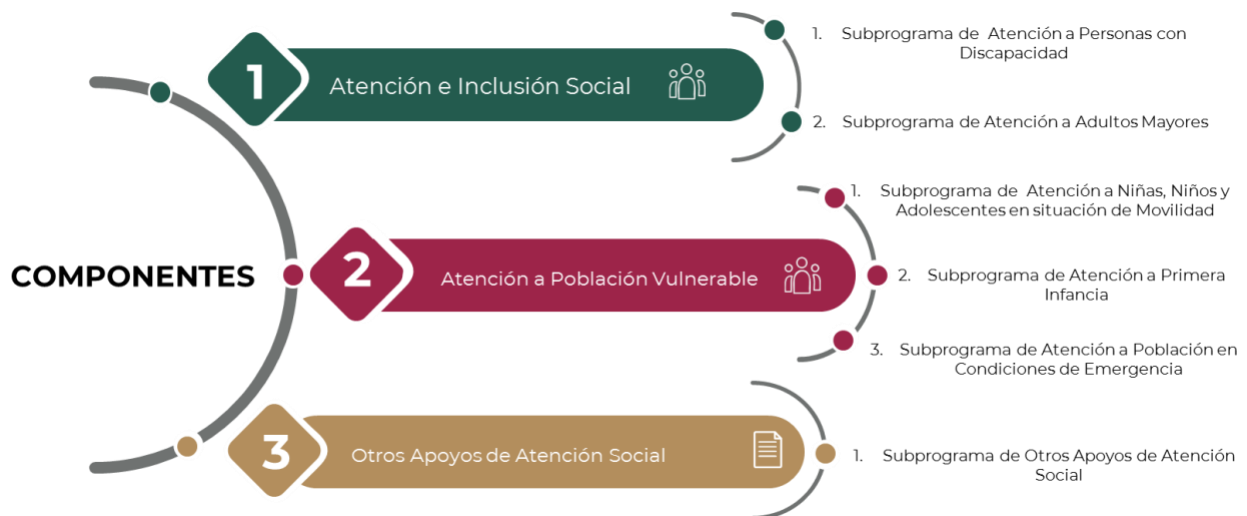 COMPONENTES
1
Atención e Inclusión Social
1. Subprograma de Atención a Personas con
Discapacidad
2. Subprograma de Atención a Adultos Mayores
2
Atención a Población Vulnerable
1. Subprograma de Atención a Niñas, Niños y
Adolescentes en situación de Movilidad
2. Subprograma de Atención a Primera
Infancia
3. Subprograma de Atención a Población en
Condiciones de Emergencia
3
Otros Apoyos de Atención Social
1. Subprograma de Otros Apoyos de Atención
Social